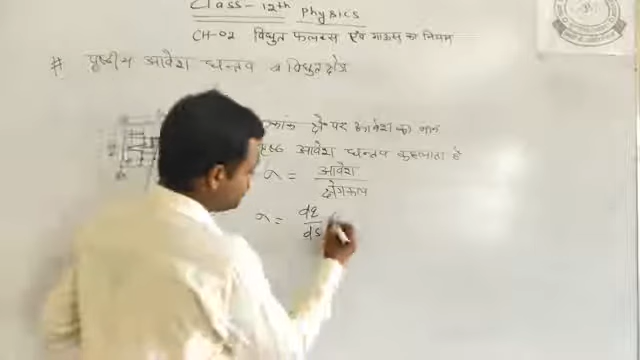 Class-12th Physics
CH-02 विद्युत फ्लक्स एवं गाउस का नियम
# पृष्ठीय आवेश घनत्व व विद्युत क्षेत्र
क्षे० पर आवेश का मान
पृष्ठ आवेश घनत्व कहलाता है
σ = आवेश / क्षेत्रफल
σ = dq / ds